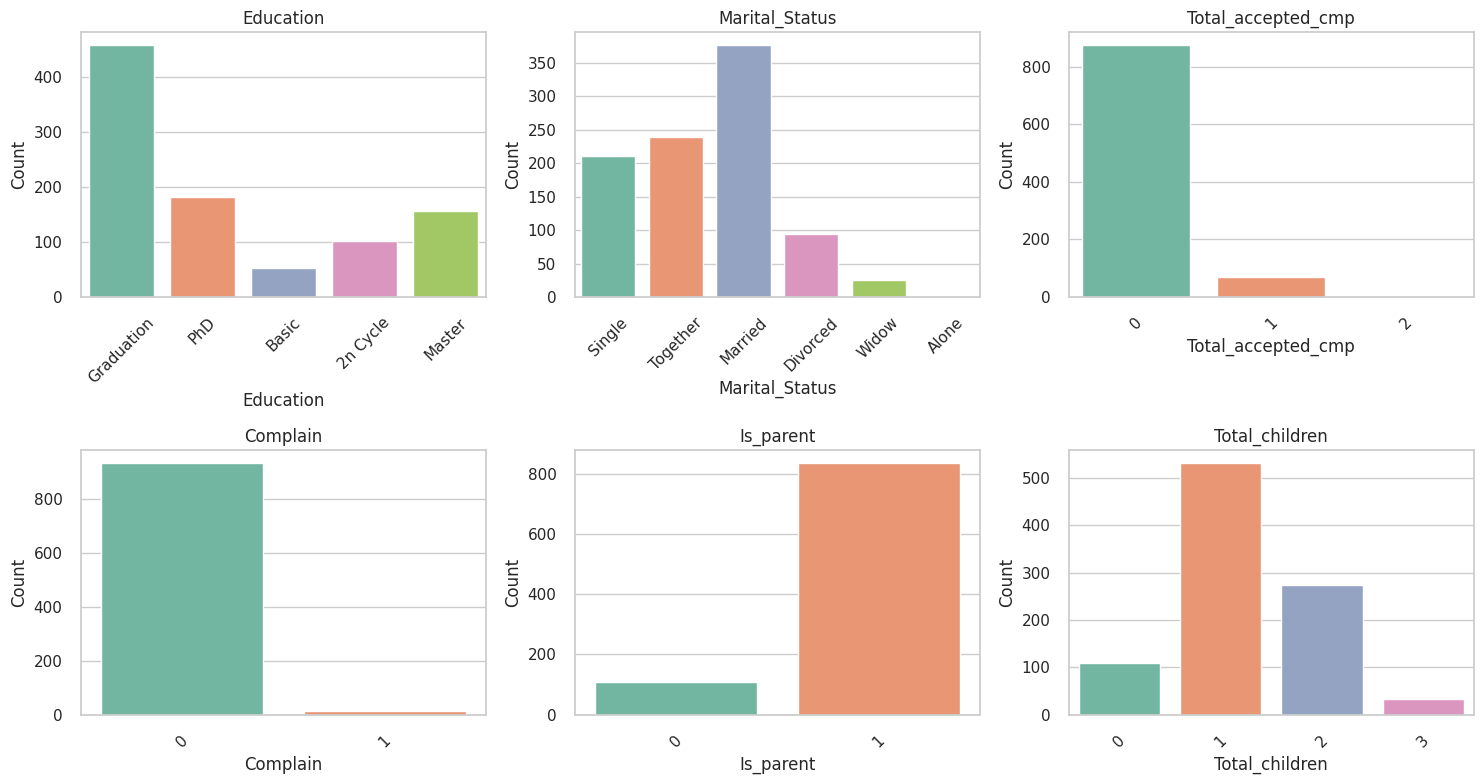 Education
Count
400
300
200
100
0
Graduation
PhD
Basic
2n Cycle
Master
Education
Marital_Status
Count
350
300
250
200
150
100
50
0
Single
Together
Married
Divorced
Widow
Alone
Marital_Status
Total_accepted_cmp
Count
800
600
400
200
0
0
1
2
Total_accepted_cmp
Complain
Count
800
600
400
200
0
0
1
Complain
Is_parent
Count
800
600
400
200
0
0
1
Is_parent
Total_children
Count
500
400
300
200
100
0
0
1
2
3
Total_children